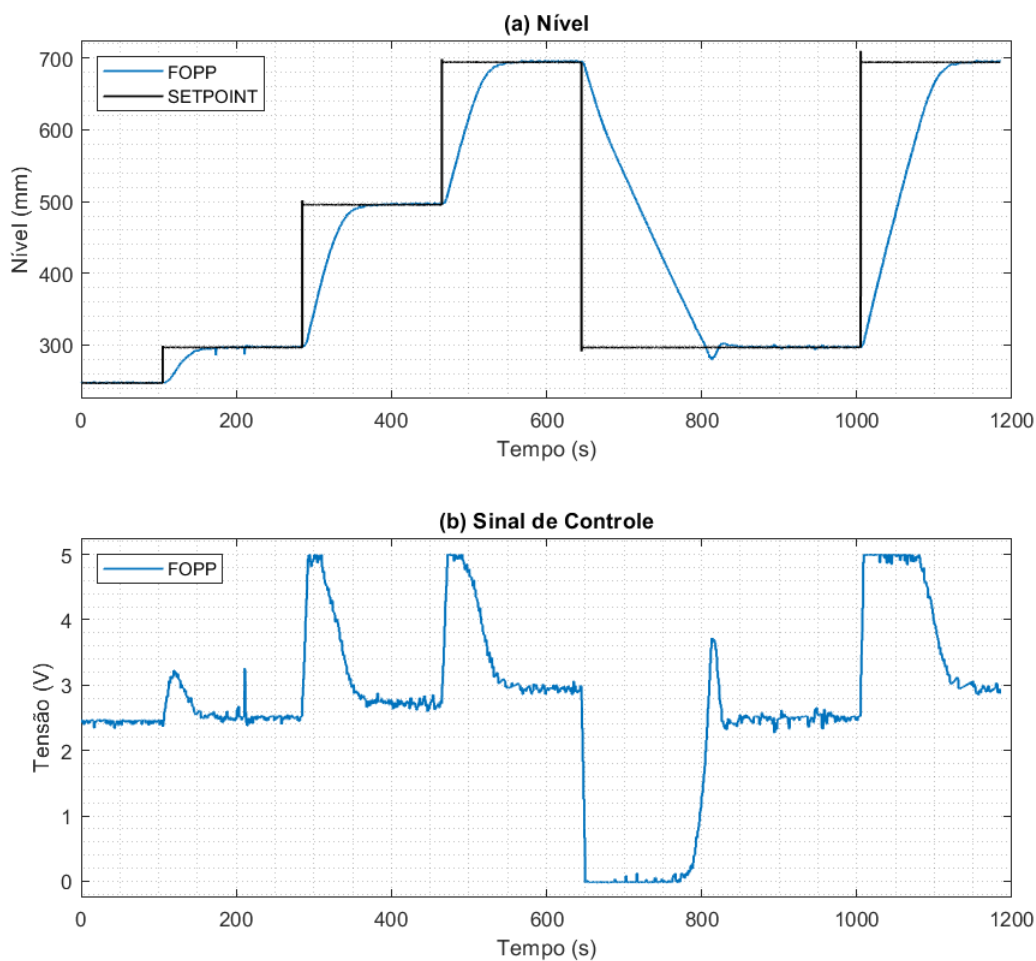 (a) Nível
700
600
500
400
300
Nível (mm)
FOPP
SETPOINT
0 200 400 600 800 1000 1200
Tempo (s)
(b) Sinal de Controle
5
4
3
2
1
0
Tensão (V)
FOPP
0 200 400 600 800 1000 1200
Tempo (s)